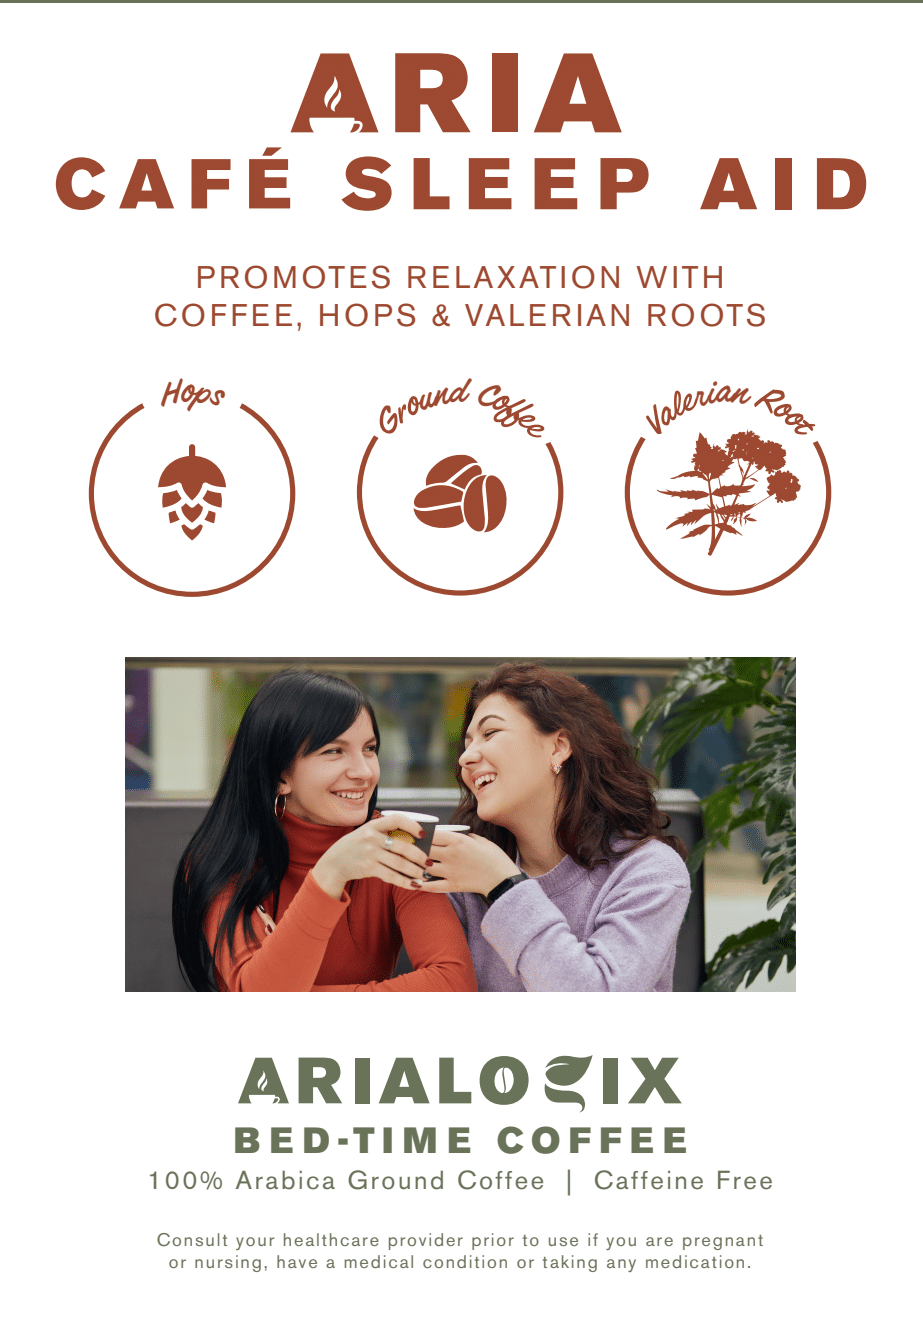 ARIA
CAFÉ SLEEP AID
PROMOTES RELAXATION WITH
COFFEE, HOPS & VALERIAN ROOTS
Hops
Ground Coffee
Valerian Root
ARIALOGIX
BED-TIME COFFEE
100% Arabica Ground Coffee | Caffeine Free
Consult your healthcare provider prior to use if you are pregnant
or nursing, have a medical condition or taking any medication.